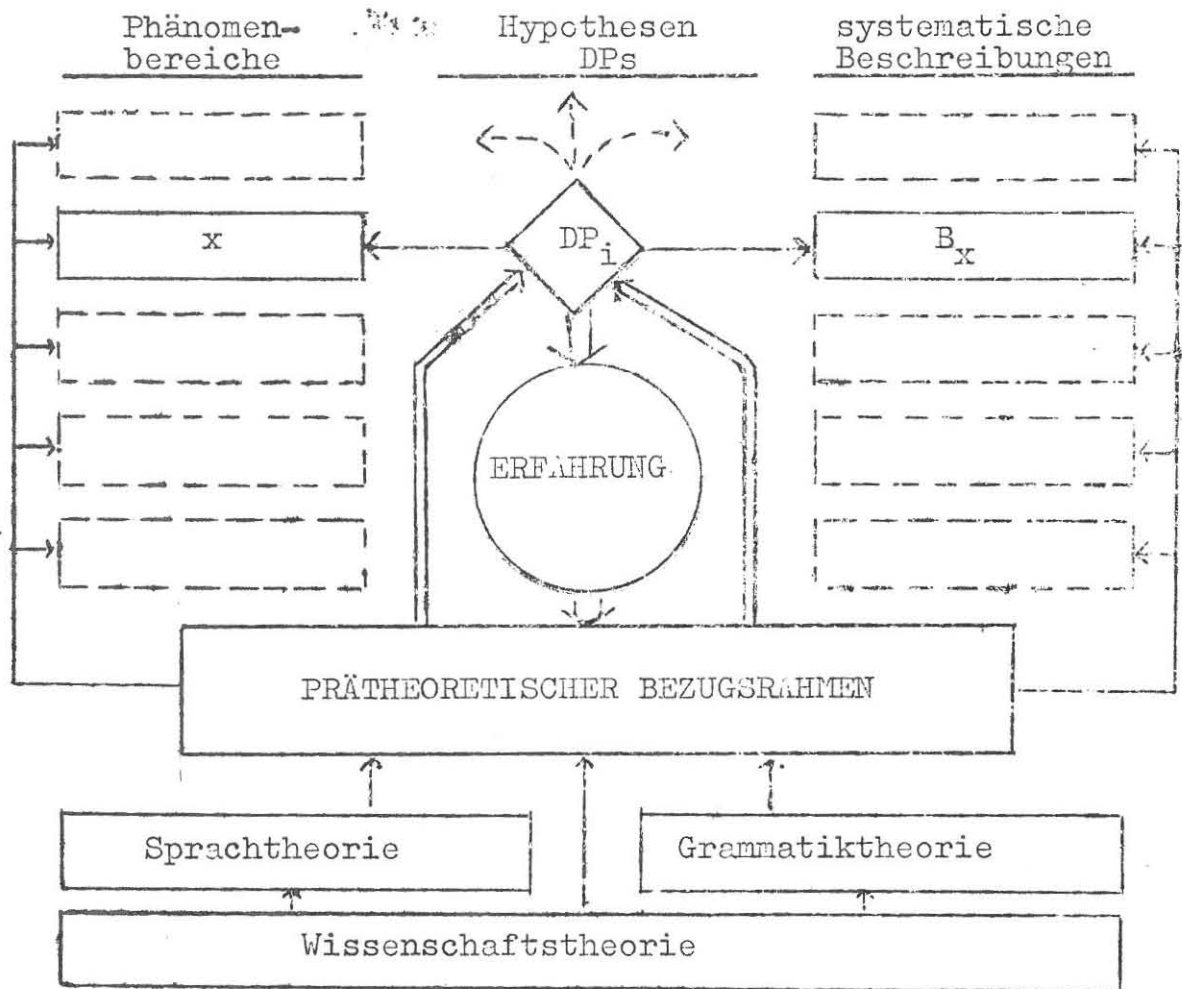 Phänomen-
bereiche
Hypothesen
DPs
systematische
Beschreibungen
x
DPi
Bx
ERFAHRUNG
PRÄTHEORETISCHER BEZUGSRAHMEN
Sprachtheorie
Grammatiktheorie
Wissenschaftstheorie